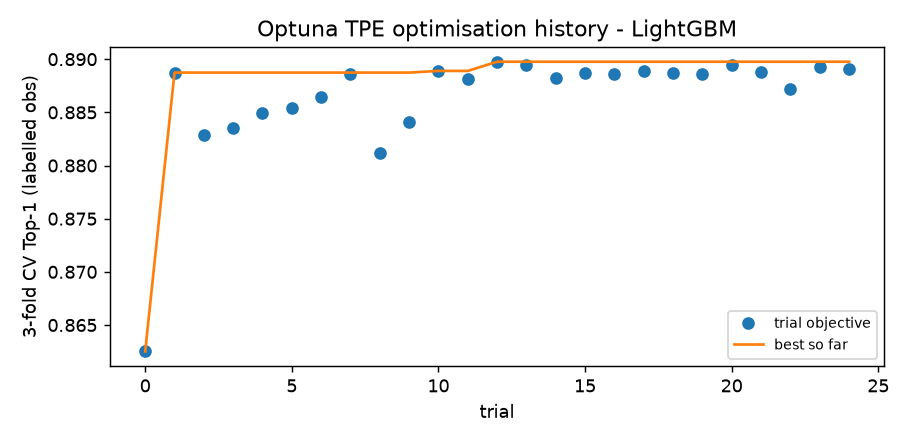 Optuna TPE optimisation history - LightGBM
3-fold CV Top-1 (labelled obs)
0.890
0.885
0.880
0.875
0.870
0.865
trial objective
best so far
0
5
10
15
20
25
trial